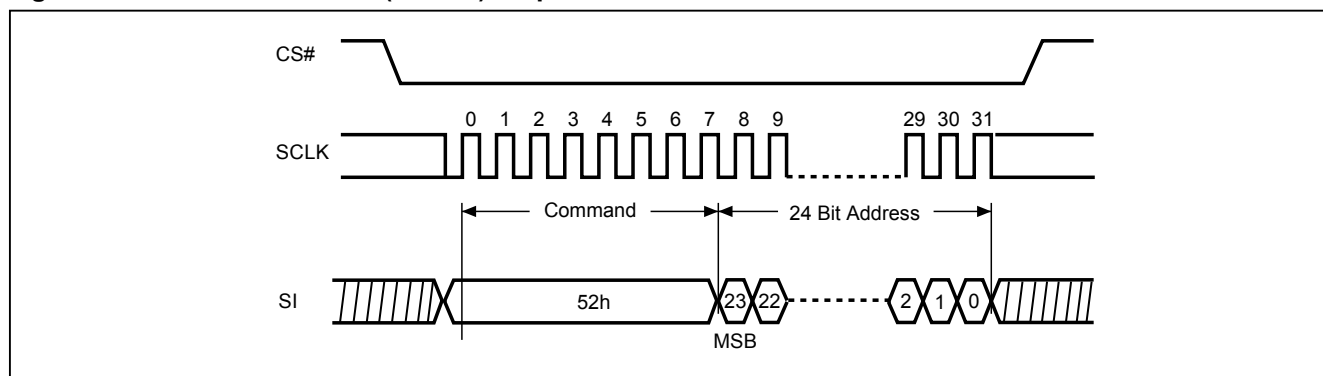 CS#
0 1 2 3 4 5 6 7 8 9 29 30 31
SCLK
Command 24 Bit Address
SI 52h 23 22 2 1 0
MSB